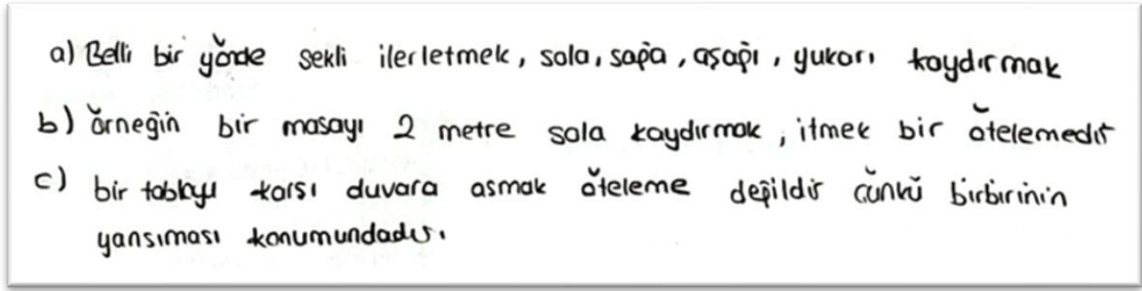 a) Belli bir yönde şekli ilerletmek, sola, sağa, aşağı, yukarı kaydırmak
b) örneğin bir masayı 2 metre sola kaydırmak, itmek bir ötelemedir
c) bir tabloyu karşı duvara asmak öteleme değildir çünkü birbirinin
yansıması konumundadır.